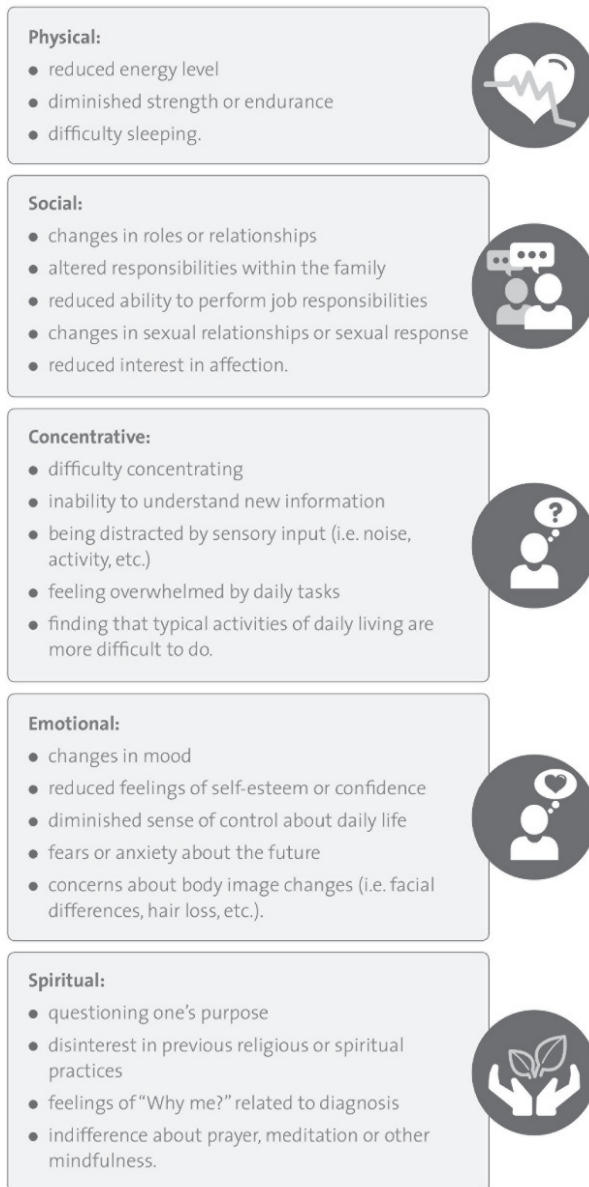 Physical:
● reduced energy level
● diminished strength or endurance
● difficulty sleeping.
Social:
● changes in roles or relationships
● altered responsibilities within the family
● reduced ability to perform job responsibilities
● changes in sexual relationships or sexual response
● reduced interest in affection.
Concentrative:
● difficulty concentrating
● inability to understand new information
● being distracted by sensory input (i.e. noise,
activity, etc.)
● feeling overwhelmed by daily tasks
● finding that typical activities of daily living are
more difficult to do.
?
Emotional:
● changes in mood
● reduced feelings of self-esteem or confidence
● diminished sense of control about daily life
● fears or anxiety about the future
● concerns about body image changes (i.e. facial
differences, hair loss, etc.).
Spiritual:
● questioning one’s purpose
● disinterest in previous religious or spiritual
practices
● feelings of “Why me?” related to diagnosis
● indifference about prayer, meditation or other
mindfulness.